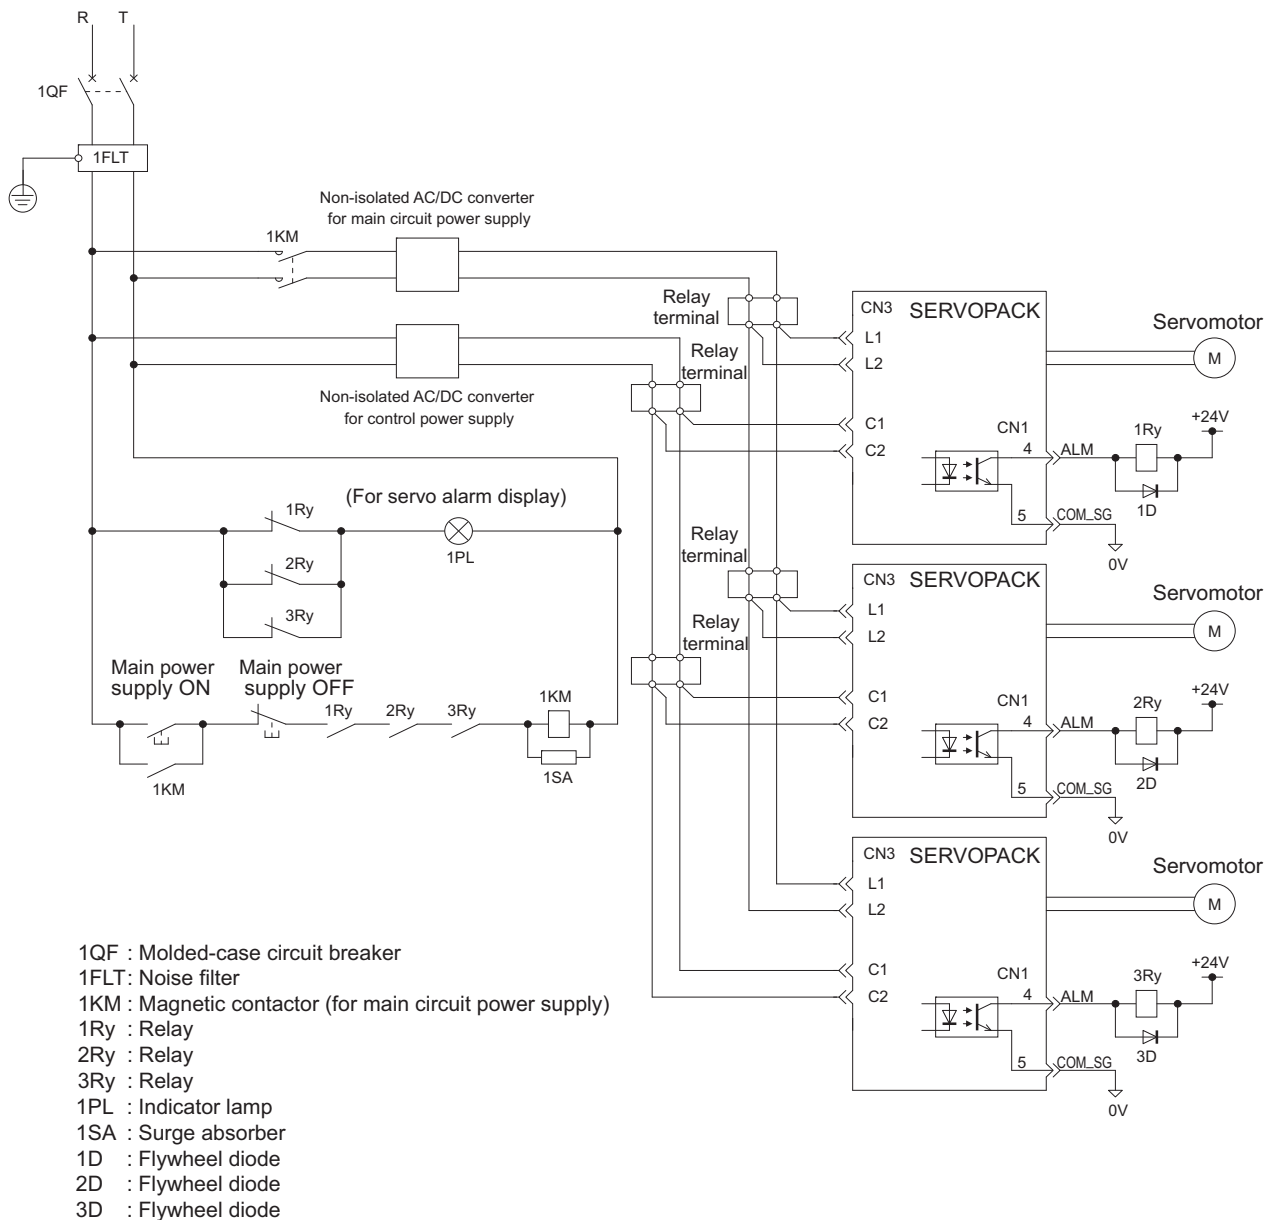 R T
1QF
1FLT
Non-isolated AC/DC converter
for main circuit power supply
1KM
Non-isolated AC/DC converter
for control power supply
Relay
terminal
Relay
terminal
CN3 SERVOPACK
L1
L2
C1
C2
CN1
4
ALM
5
COM_SG
0V
1Ry
1D
+24V
Servomotor
M
(For servo alarm display)
1Ry
2Ry
3Ry
1PL
Relay
terminal
Relay
terminal
CN3 SERVOPACK
L1
L2
C1
C2
CN1
4
ALM
5
COM_SG
0V
2Ry
2D
+24V
Servomotor
M
Main power
supply ON
Main power
supply OFF
1Ry 2Ry 3Ry
1KM
1SA
1KM
CN3 SERVOPACK
L1
L2
C1
C2
CN1
4
ALM
5
COM_SG
0V
3Ry
3D
+24V
Servomotor
M
1QF : Molded-case circuit breaker
1FLT: Noise filter
1KM : Magnetic contactor (for main circuit power supply)
1Ry : Relay
2Ry : Relay
3Ry : Relay
1PL : Indicator lamp
1SA : Surge absorber
1D : Flywheel diode
2D : Flywheel diode
3D : Flywheel diode